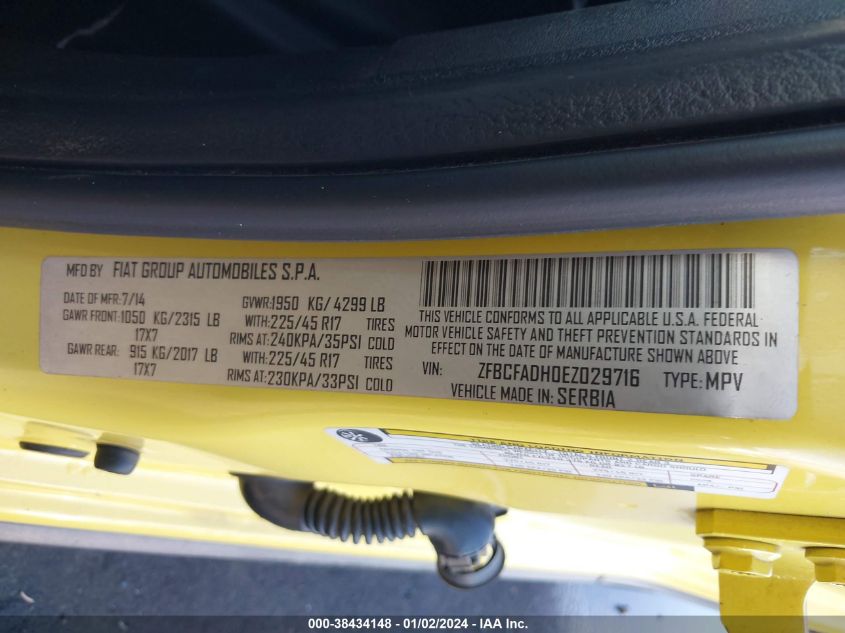 MFD BY FIAT GROUP AUTOMOBILES S.P.A.
DATE OF MFR: 7/14 GVWR: 1950 KG/ 4299 LB
GAWR FRONT: 1050 KG/2315 LB WITH: 225/45 R17 TIRES
17X7 RIMS AT: 240KPA/35PSI COLD
GAWR REAR: 915 KG/2017 LB WITH: 225/45 R17 TIRES
17X7 RIMS AT: 230KPA/33PSI COLD
THIS VEHICLE CONFORMS TO ALL APPLICABLE U.S.A. FEDERAL
MOTOR VEHICLE SAFETY AND THEFT PREVENTION STANDARDS IN
EFFECT ON THE DATE OF MANUFACTURE SHOWN ABOVE.
VIN: ZFBCFADH0EZ029716 TYPE: MPV
VEHICLE MADE IN: SERBIA
TIRE AND LOADING INFORMATION
000-38434148 - 01/02/2024 - IAA Inc.